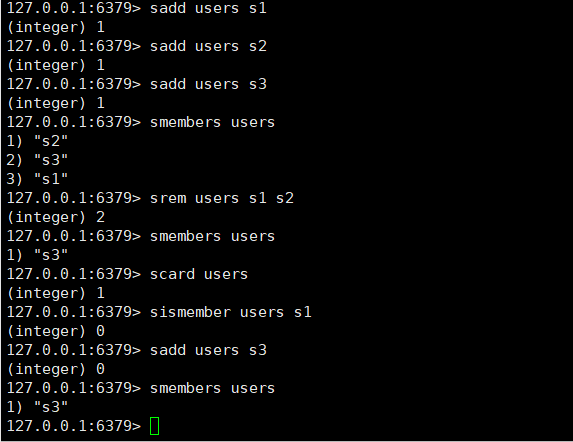 127.0.0.1:6379> sadd users s1
(integer) 1
127.0.0.1:6379> sadd users s2
(integer) 1
127.0.0.1:6379> sadd users s3
(integer) 1
127.0.0.1:6379> smembers users
1) "s2"
2) "s3"
3) "s1"
127.0.0.1:6379> srem users s1 s2
(integer) 2
127.0.0.1:6379> smembers users
1) "s3"
127.0.0.1:6379> scard users
(integer) 1
127.0.0.1:6379> sismember users s1
(integer) 0
127.0.0.1:6379> sadd users s3
(integer) 0
127.0.0.1:6379> smembers users
1) "s3"
127.0.0.1:6379>